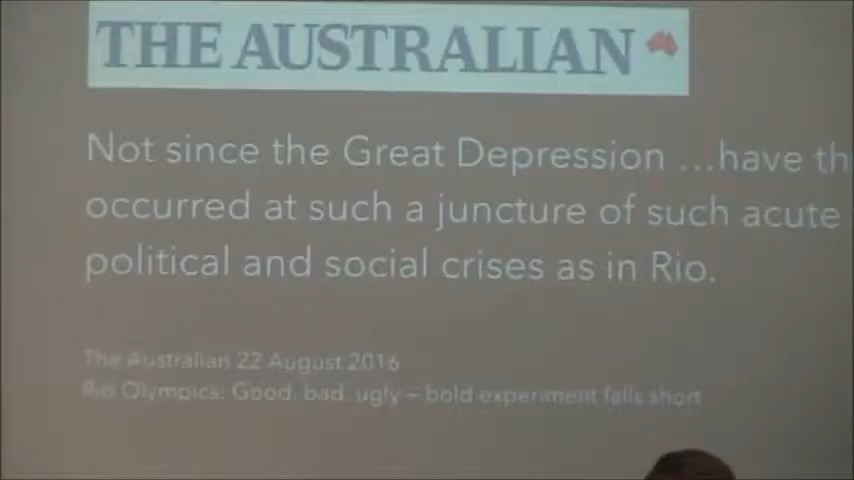 THE AUSTRALIAN
Not since the Great Depression ...have th
occurred at such a juncture of such acute
political and social crises as in Rio.
The Australian 22 August 2016
Rio Olympics: Good, bad, ugly – bold experiment falls short